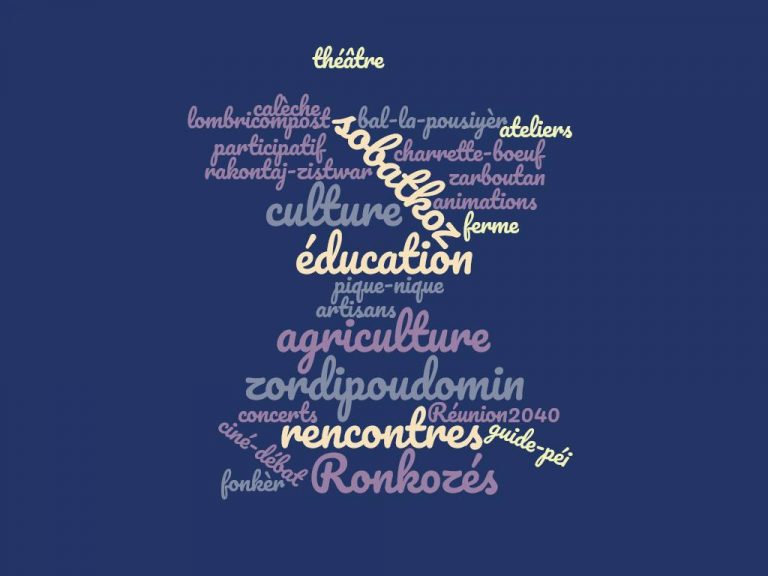 théâtre
calèche
lombricompost
bal-la-pousiyèr
ateliers
sobatkoz
participatif
charrette-boeuf
rakontaj-zistwar
zarboutan
culture
animations
ferme
éducation
pique-nique
artisans
agriculture
zordipoudomin
concerts
Réunion2040
rencontres
guide-péi
ciné-débat
fonkèr
Ronkozés